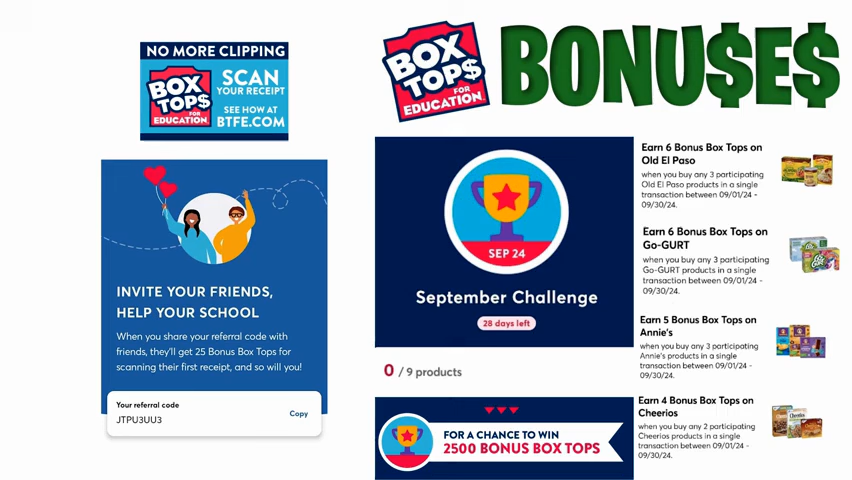 NO MORE CLIPPING
BOX
TOP$
FOR
EDUCATION
SCAN
YOUR RECEIPT
SEE HOW AT
BTFE.COM
INVITE YOUR FRIENDS,
HELP YOUR SCHOOL
When you share your referral code with
friends, they'll get 25 Bonus Box Tops for
scanning their first receipt, and so will you!
Your referral code
JTPU3UU3
Copy
BOX
TOP$
FOR
EDUCATION
BONU$ES
SEP 24
September Challenge
28 days left
0 / 9 products
FOR A CHANCE TO WIN
2500 BONUS BOX TOPS
Earn 6 Bonus Box Tops on
Old El Paso
when you buy any 3 participating
Old El Paso products in a single
transaction between 09/01/24 -
09/30/24.
Earn 6 Bonus Box Tops on
Go-GURT
when you buy any 3 participating
Go-GURT products in a single
transaction between 09/01/24 -
09/30/24.
Earn 5 Bonus Box Tops on
Annie's
when you buy any 3 participating
Annie's products in a single
transaction between 09/01/24 -
09/30/24.
Earn 4 Bonus Box Tops on
Cheerios
when you buy any 2 participating
Cheerios products in a single
transaction between 09/01/24 -
09/30/24.